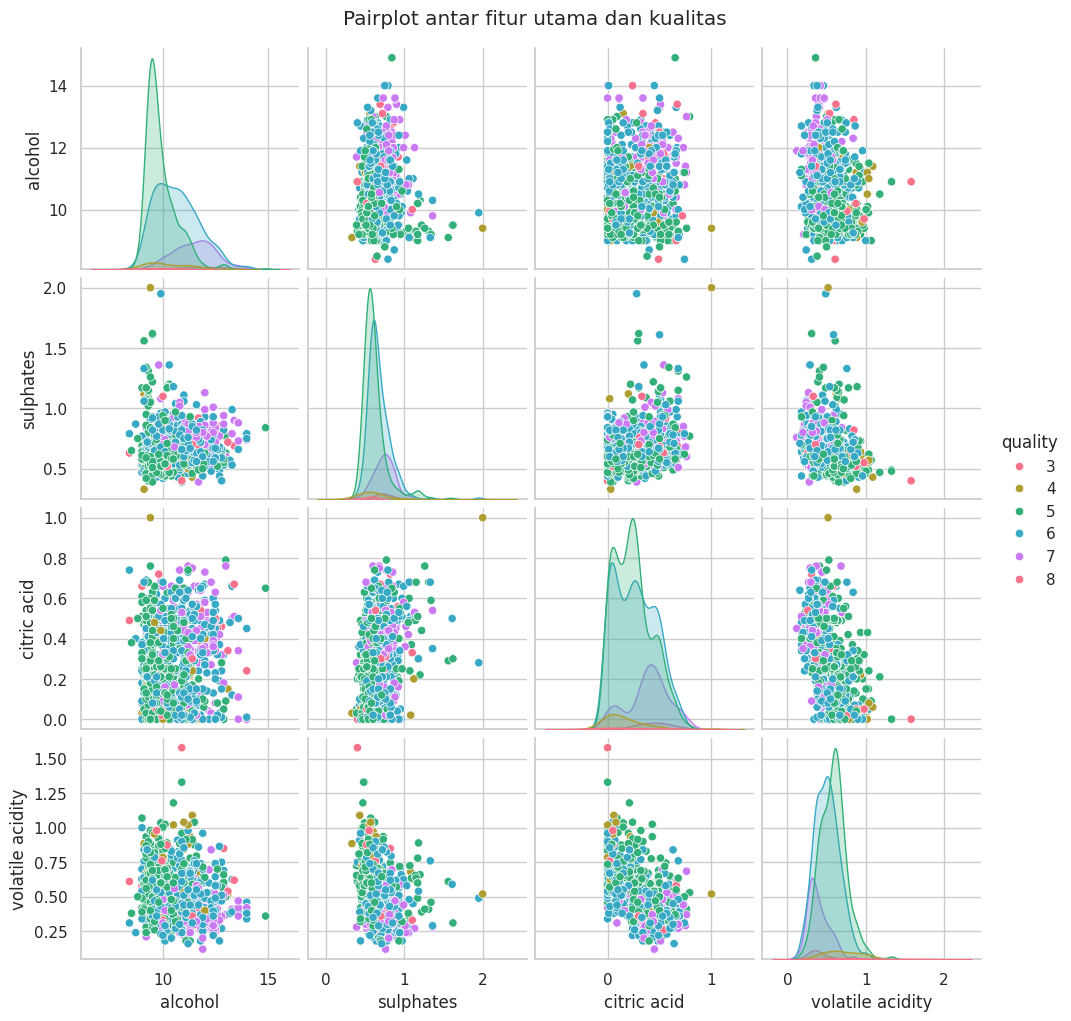 Pairplot antar fitur utama dan kualitas
14
12
10
alcohol
2.0
1.5
1.0
0.5
sulphates
1.0
0.8
0.6
0.4
0.2
0.0
citric acid
1.50
1.25
1.00
0.75
0.50
0.25
volatile acidity
10 15
alcohol
0 1 2
sulphates
0 1
citric acid
0 1 2
volatile acidity
quality
3
4
5
6
7
8